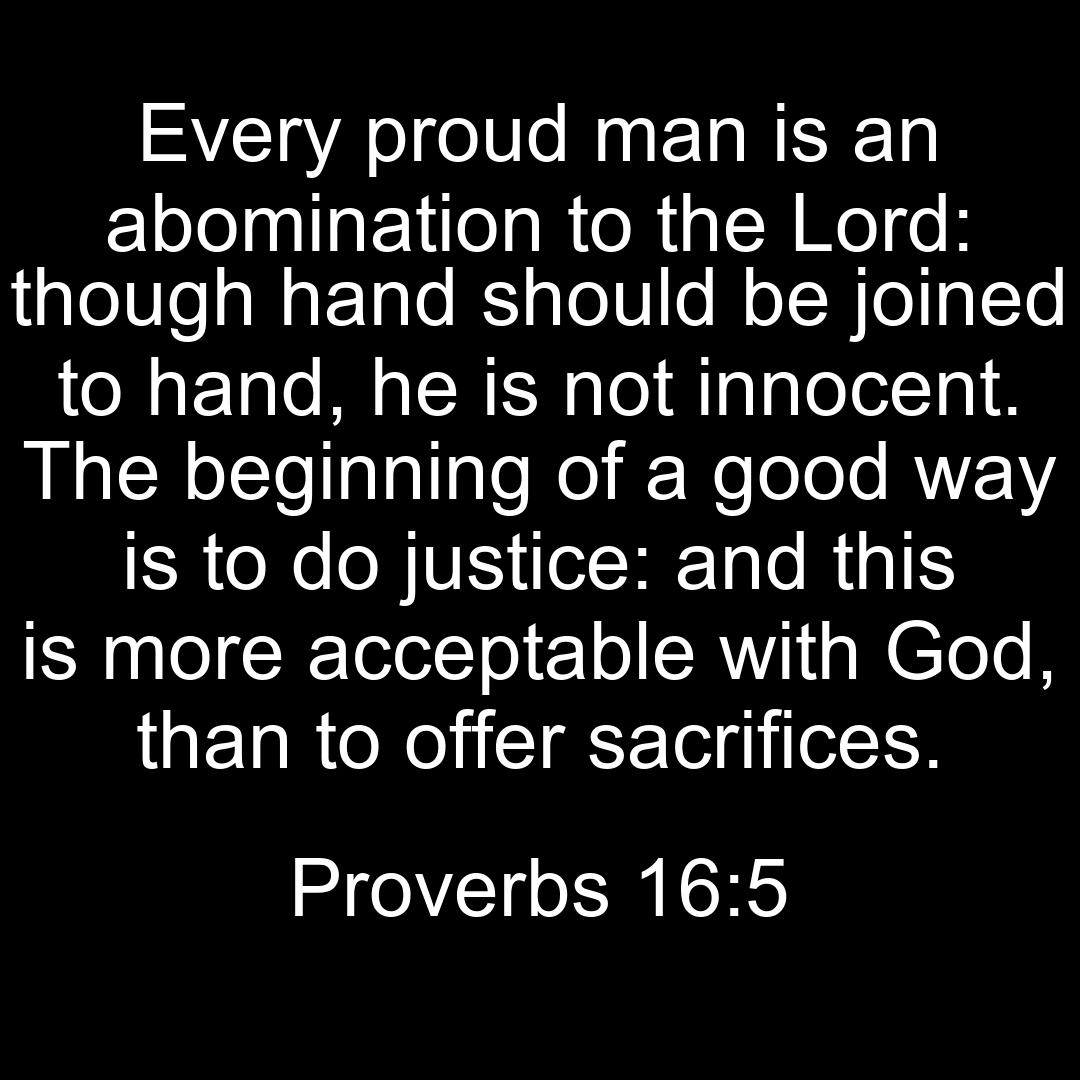 Every proud man is an
abomination to the Lord:
though hand should be joined
to hand, he is not innocent.
The beginning of a good way
is to do justice: and this
is more acceptable with God,
than to offer sacrifices.
Proverbs 16:5